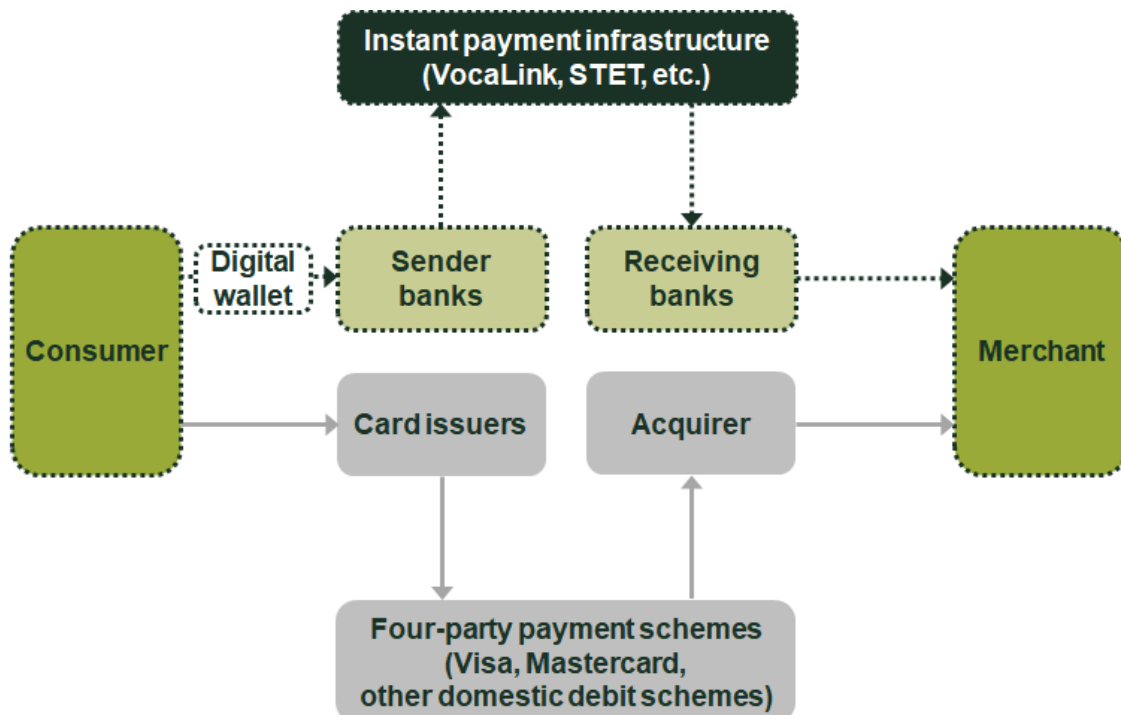 Instant payment infrastructure
(VocaLink, STET, etc.)
Digital
wallet
Sender
banks
Receiving
banks
Consumer
Merchant
Card issuers
Acquirer
Four-party payment schemes
(Visa, Mastercard,
other domestic debit schemes)